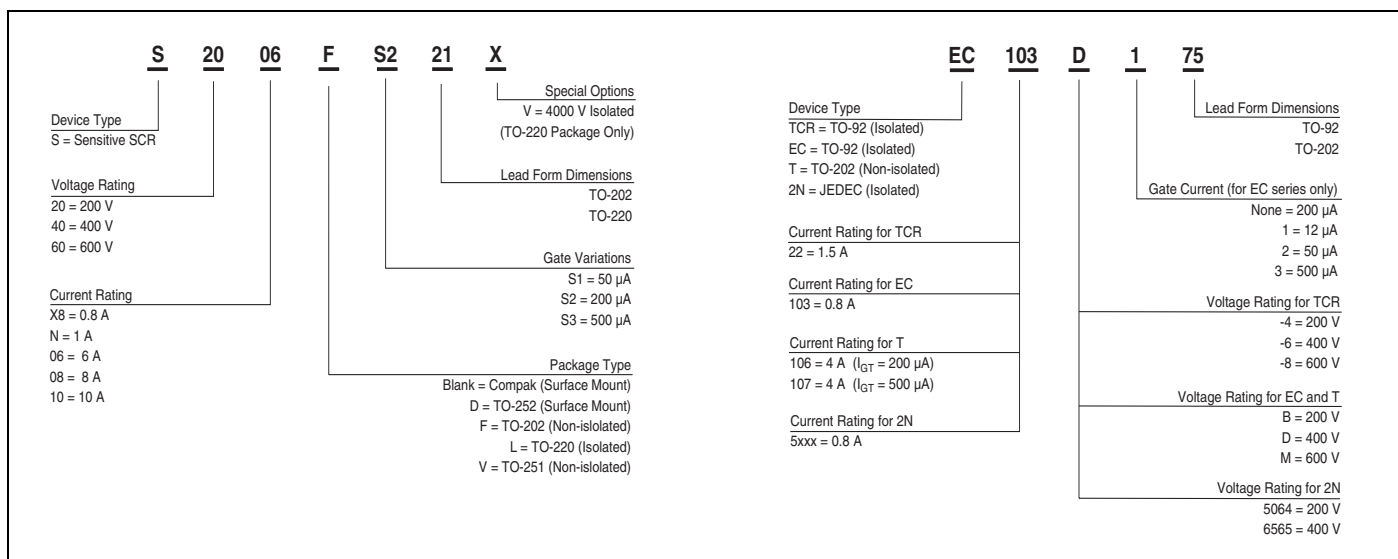 S 20 06 F S2 21 X
Special Options
V = 4000 V Isolated
(TO-220 Package Only)
Device Type
S = Sensitive SCR
Lead Form Dimensions
TO-202
TO-220
Voltage Rating
20 = 200 V
40 = 400 V
60 = 600 V
Gate Variations
S1 = 50 µA
S2 = 200 µA
S3 = 500 µA
Current Rating
X8 = 0.8 A
N = 1 A
06 = 6 A
08 = 8 A
10 = 10 A
Package Type
Blank = Compak (Surface Mount)
D = TO-252 (Surface Mount)
F = TO-202 (Non-islolated)
L = TO-220 (Isolated)
V = TO-251 (Non-islolated)
EC 103 D 1 75
Device Type
TCR = TO-92 (Isolated)
EC = TO-92 (Isolated)
T = TO-202 (Non-isolated)
2N = JEDEC (Isolated)
Lead Form Dimensions
TO-92
TO-202
Gate Current (for EC series only)
None = 200 µA
1 = 12 µA
2 = 50 µA
3 = 500 µA
Current Rating for TCR
22 = 1.5 A
Current Rating for EC
103 = 0.8 A
Current Rating for T
106 = 4 A (IGT = 200 µA)
107 = 4 A (IGT = 500 µA)
Current Rating for 2N
5xxx = 0.8 A
Voltage Rating for TCR
-4 = 200 V
-6 = 400 V
-8 = 600 V
Voltage Rating for EC and T
B = 200 V
D = 400 V
M = 600 V
Voltage Rating for 2N
5064 = 200 V
6565 = 400 V